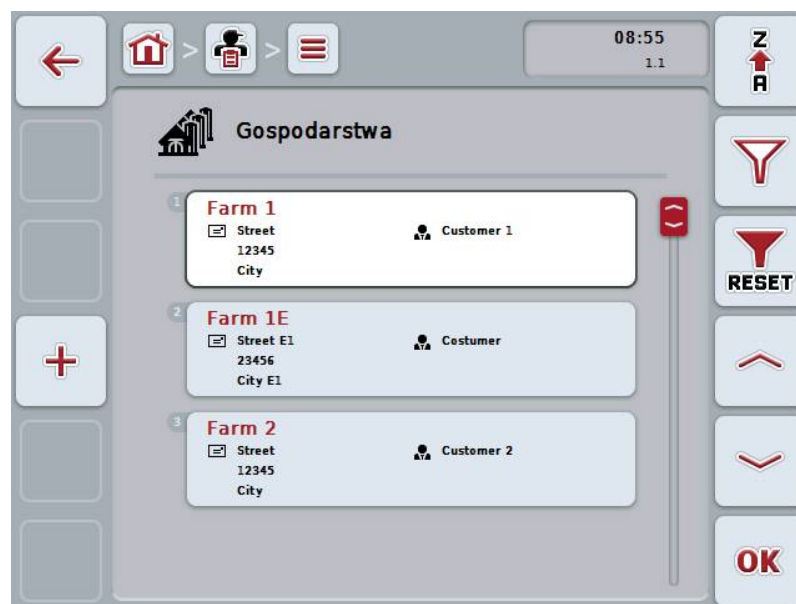 08:55
1.1
Z
A
Gospodarstwa
1
Farm 1
Street
Customer 1
12345
City
RESET
2
Farm 1E
Street E1
Costumer
23456
City E1
3
Farm 2
Street
Customer 2
12345
City
OK